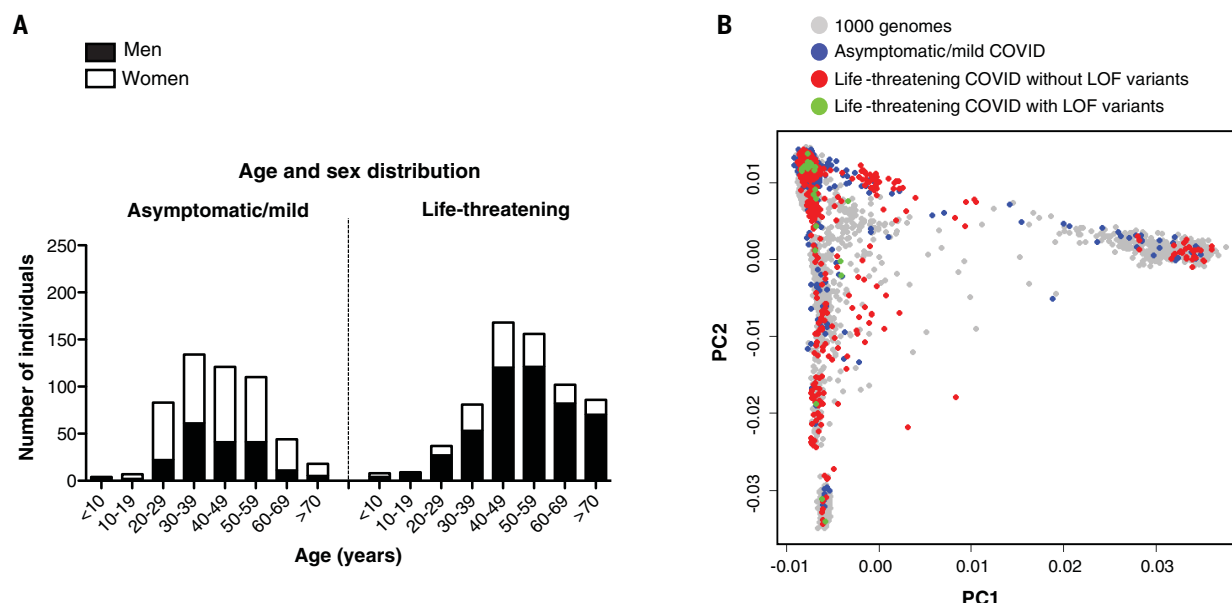 A
Men
Women
Age and sex distribution
Asymptomatic/mild
Life-threatening
Number of individuals
250
200
150
100
50
0
<10
10-19
20-29
30-39
40-49
50-59
60-69
>70
<10
10-19
20-29
30-39
40-49
50-59
60-69
>70
Age (years)
B
1000 genomes
Asymptomatic/mild COVID
Life-threatening COVID without LOF variants
Life-threatening COVID with LOF variants
PC2
0.01
0.00
-0.01
-0.02
-0.03
-0.01
0.00
0.01
0.02
0.03
PC1